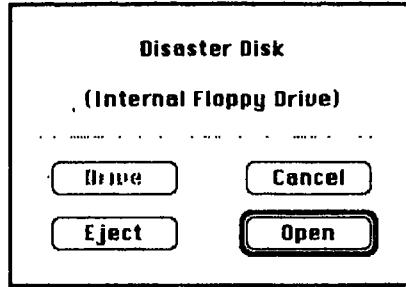 Disaster Disk
(Internal Floppy Drive)
Drive
Cancel
Eject
Open